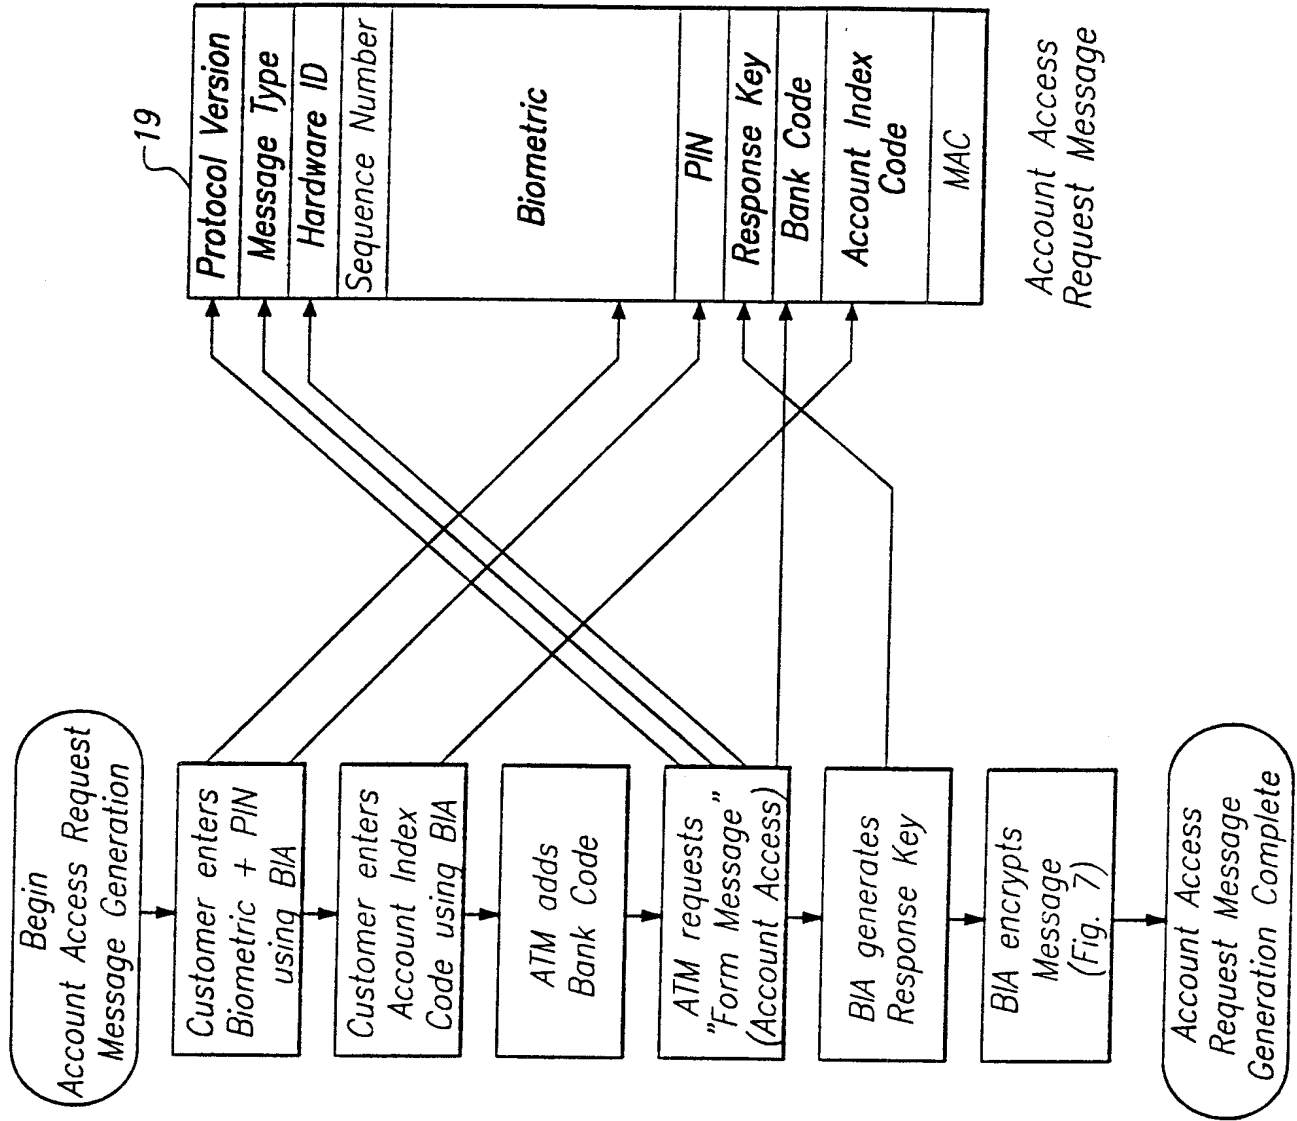 Begin
Account Access Request
Message Generation
Customer enters
Biometric + PIN
using BIA
Customer enters
Account Index
Code using BIA
ATM adds
Bank Code
ATM requests
"Form Message"
(Account Access)
BIA generates
Response Key
BIA encrypts
Message
(Fig. 7)
Account Access
Request Message
Generation Complete
19
Protocol Version
Message Type
Hardware ID
Sequence Number
Biometric
PIN
Response Key
Bank Code
Account Index
Code
MAC
Account Access
Request Message